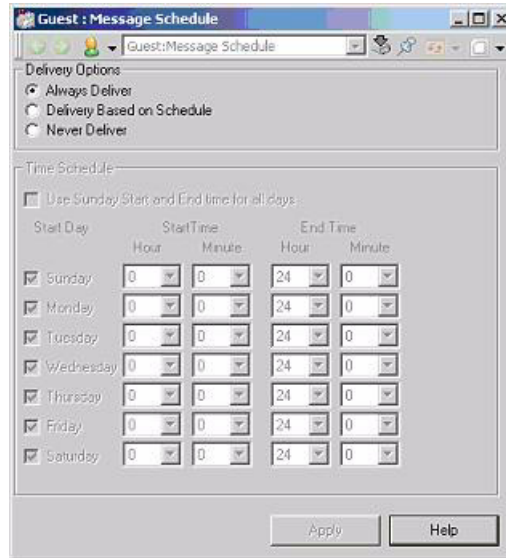 Guest : Message Schedule
Guest:Message Schedule
Delivery Options
Always Deliver
Delivery Based on Schedule
Never Deliver
Time Schedule
Use Sunday Start and End time for all days
Start Day StartTime End Time
Hour Minute Hour Minute
Sunday 0 0 24 0
Monday 0 0 24 0
Tuesday 0 0 24 0
Wednesday 0 0 24 0
Thursday 0 0 24 0
Friday 0 0 24 0
Saturday 0 0 24 0
Apply Help